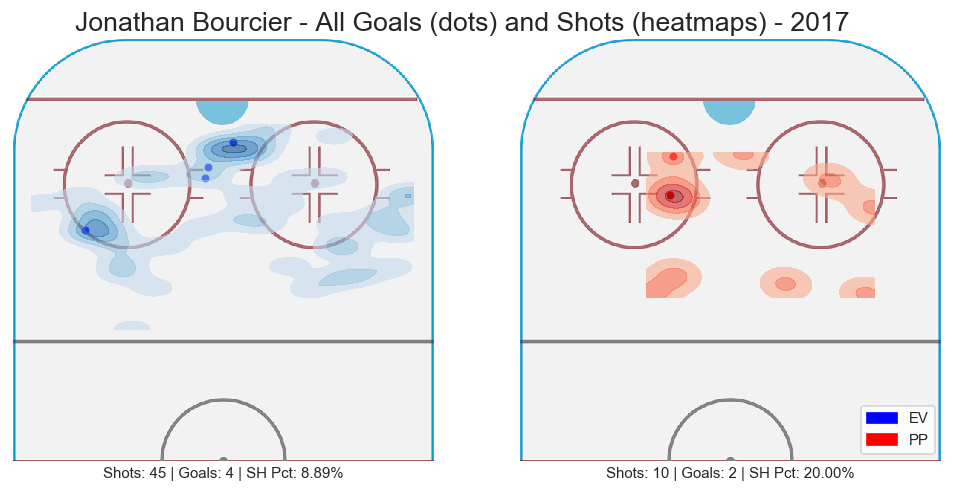 Jonathan Bourcier - All Goals (dots) and Shots (heatmaps) - 2017
EV
PP
Shots: 45 | Goals: 4 | SH Pct: 8.89%
Shots: 10 | Goals: 2 | SH Pct: 20.00%